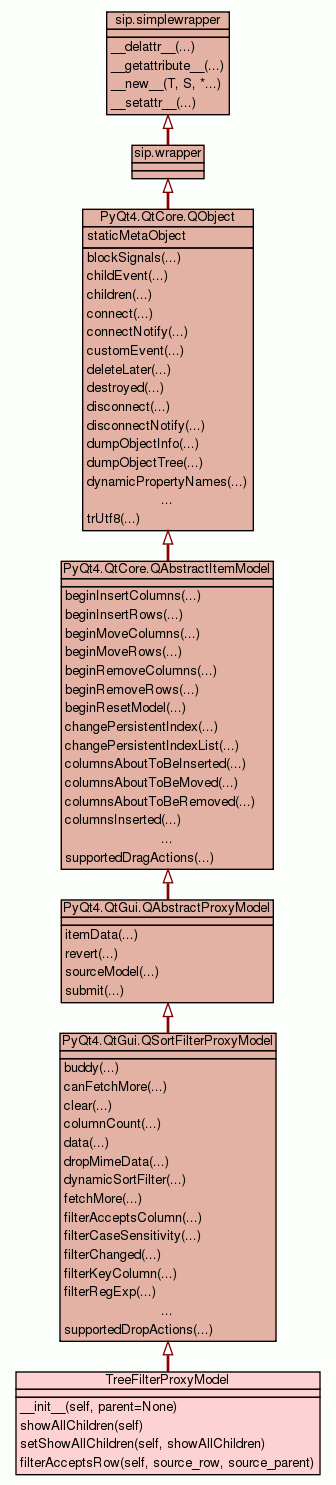 sip.simplewrapper
__delattr__(...)
__getattribute__(...)
__new__(T, S, *...)
__setattr__(...)
sip.wrapper
PyQt4.QtCore.QObject
staticMetaObject
blockSignals(...)
childEvent(...)
children(...)
connect(...)
connectNotify(...)
customEvent(...)
deleteLater(...)
destroyed(...)
disconnect(...)
disconnectNotify(...)
dumpObjectInfo(...)
dumpObjectTree(...)
dynamicPropertyNames(...)
...
trUtf8(...)
PyQt4.QtCore.QAbstractItemModel
beginInsertColumns(...)
beginInsertRows(...)
beginMoveColumns(...)
beginMoveRows(...)
beginRemoveColumns(...)
beginRemoveRows(...)
beginResetModel(...)
changePersistentIndex(...)
changePersistentIndexList(...)
columnsAboutToBeInserted(...)
columnsAboutToBeMoved(...)
columnsAboutToBeRemoved(...)
columnsInserted(...)
...
supportedDragActions(...)
PyQt4.QtGui.QAbstractProxyModel
itemData(...)
revert(...)
sourceModel(...)
submit(...)
PyQt4.QtGui.QSortFilterProxyModel
buddy(...)
canFetchMore(...)
clear(...)
columnCount(...)
data(...)
dropMimeData(...)
dynamicSortFilter(...)
fetchMore(...)
filterAcceptsColumn(...)
filterCaseSensitivity(...)
filterChanged(...)
filterKeyColumn(...)
filterRegExp(...)
...
supportedDropActions(...)
TreeFilterProxyModel
__init__(self, parent=None)
showAllChildren(self)
setShowAllChildren(self, showAllChildren)
filterAcceptsRow(self, source_row, source_parent)